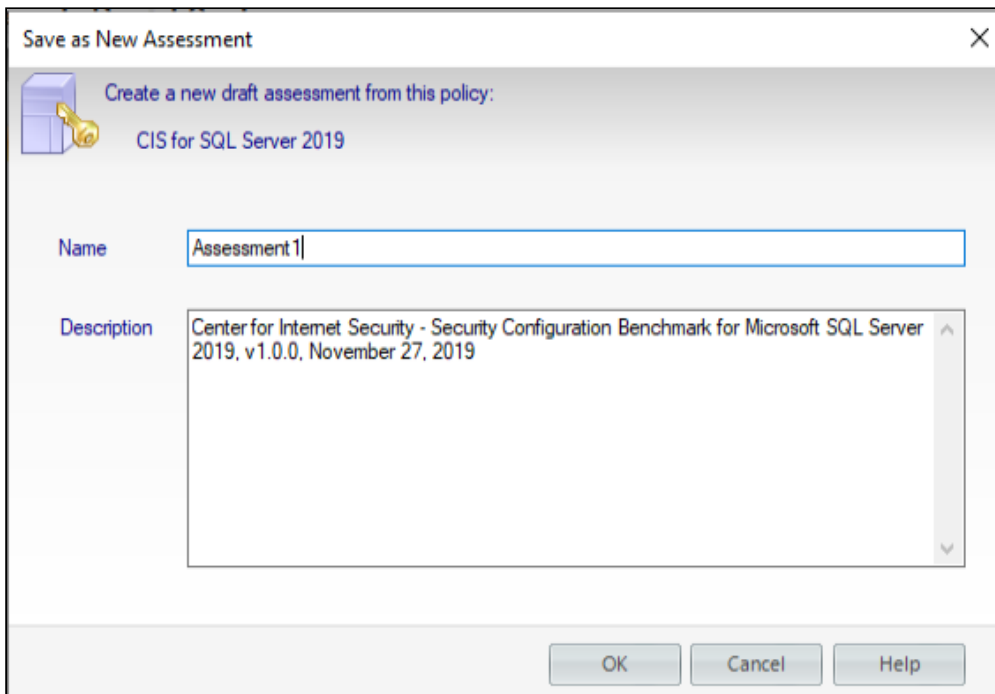 Save as New Assessment
Create a new draft assessment from this policy:
CIS for SQL Server 2019
Name
Assessment1
Description
Center for Internet Security - Security Configuration Benchmark for Microsoft SQL Server
2019, v1.0.0, November 27, 2019
OK
Cancel
Help